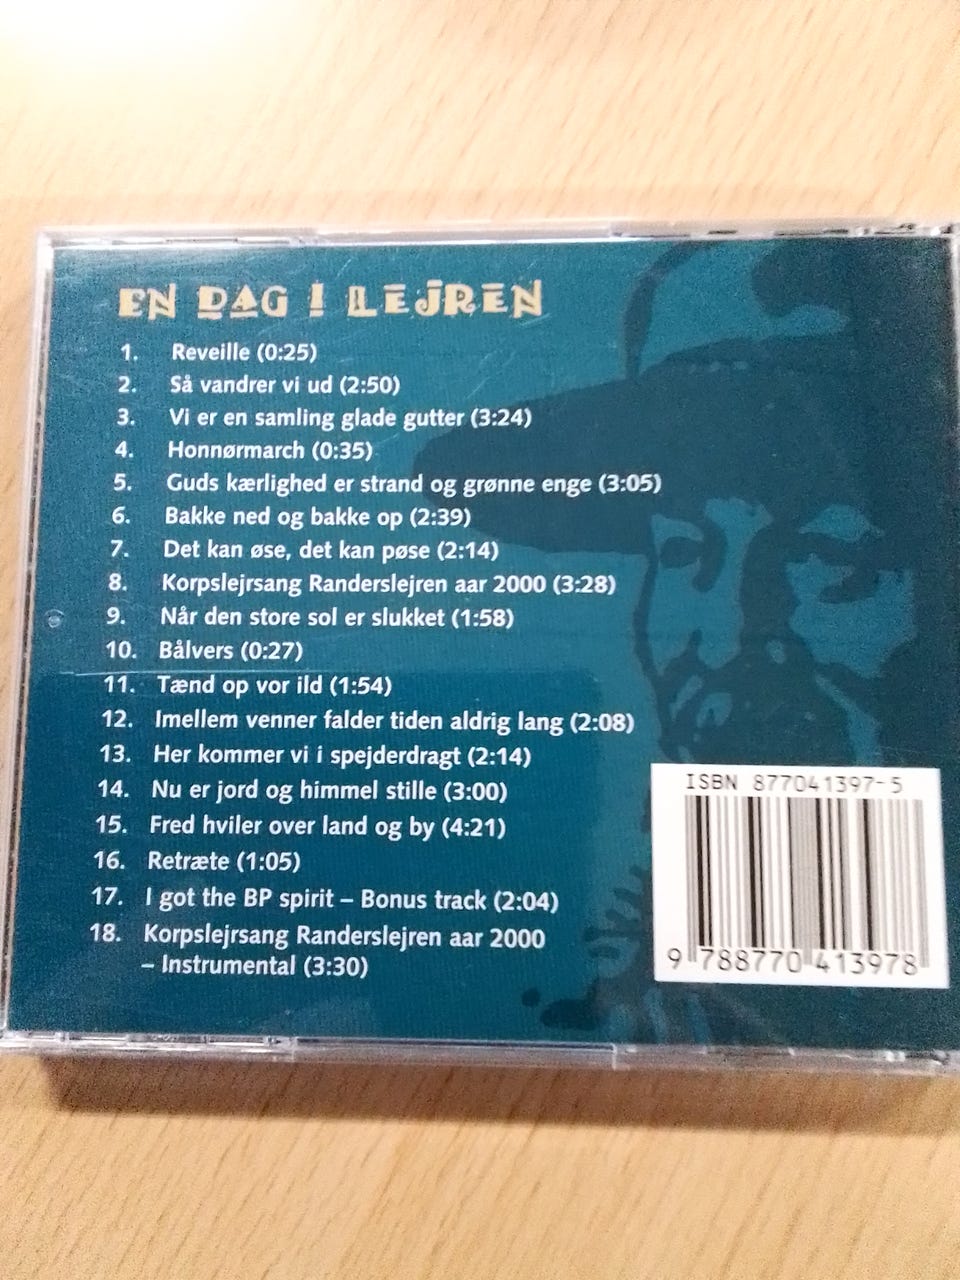 EN DAG I LEJREN
1. Reveille (0:25)
2. Så vandrer vi ud (2:50)
3. Vi er en samling glade gutter (3:24)
4. Honnørmarch (0:35)
5. Guds kærlighed er strand og grønne enge (3:05)
6. Bakke ned og bakke op (2:39)
7. Det kan øse, det kan pøse (2:14)
8. Korpslejrsang Randerslejren aar 2000 (3:28)
9. Når den store sol er slukket (1:58)
10. Bålvers (0:27)
11. Tænd op vor ild (1:54)
12. Imellem venner falder tiden aldrig lang (2:08)
13. Her kommer vi i spejderdragt (2:14)
14. Nu er jord og himmel stille (3:00)
15. Fred hviler over land og by (4:21)
16. Retræte (1:05)
17. I got the BP spirit – Bonus track (2:04)
18. Korpslejrsang Randerslejren aar 2000
– Instrumental (3:30)
ISBN 877041397-5
9 788770 413978